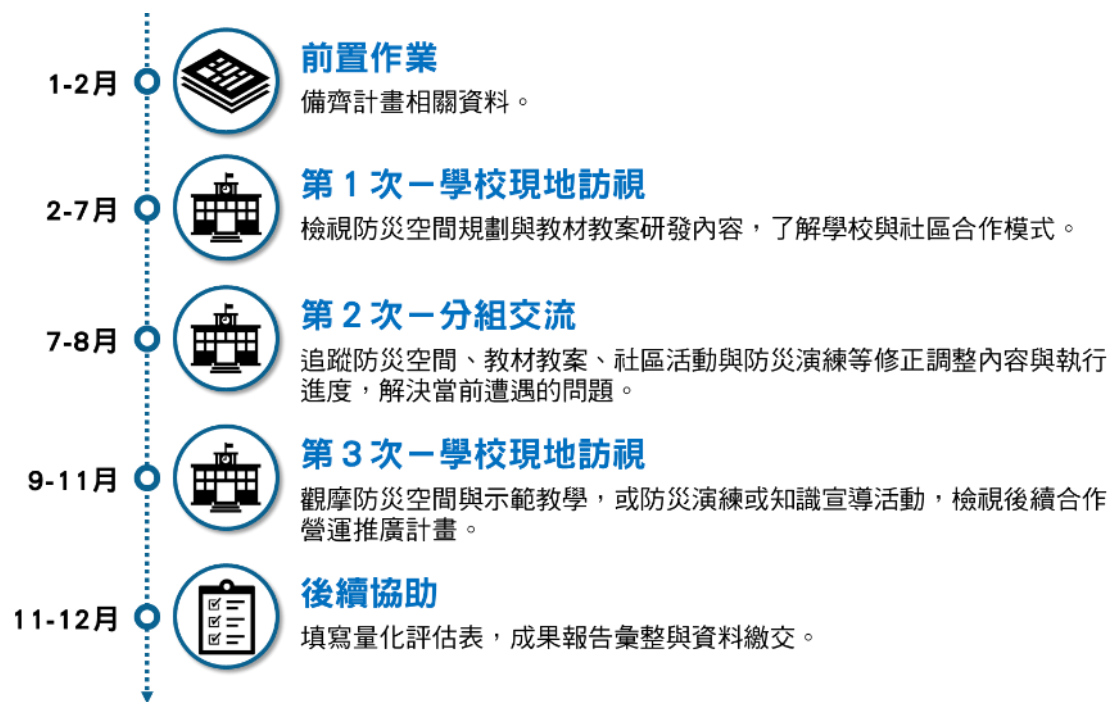 1-2月
前置作業
備齊計畫相關資料。
2-7月
第1次－學校現地訪視
檢視防災空間規劃與教材教案研發內容，了解學校與社區合作模式。
7-8月
第2次－分組交流
追蹤防災空間、教材教案、社區活動與防災演練等修正調整內容與執行
進度，解決當前遭遇的問題。
9-11月
第3次－學校現地訪視
觀摩防災空間與示範教學，或防災演練或知識宣導活動，檢視後續合作
營運推廣計畫。
11-12月
後續協助
填寫量化評估表，成果報告彙整與資料繳交。